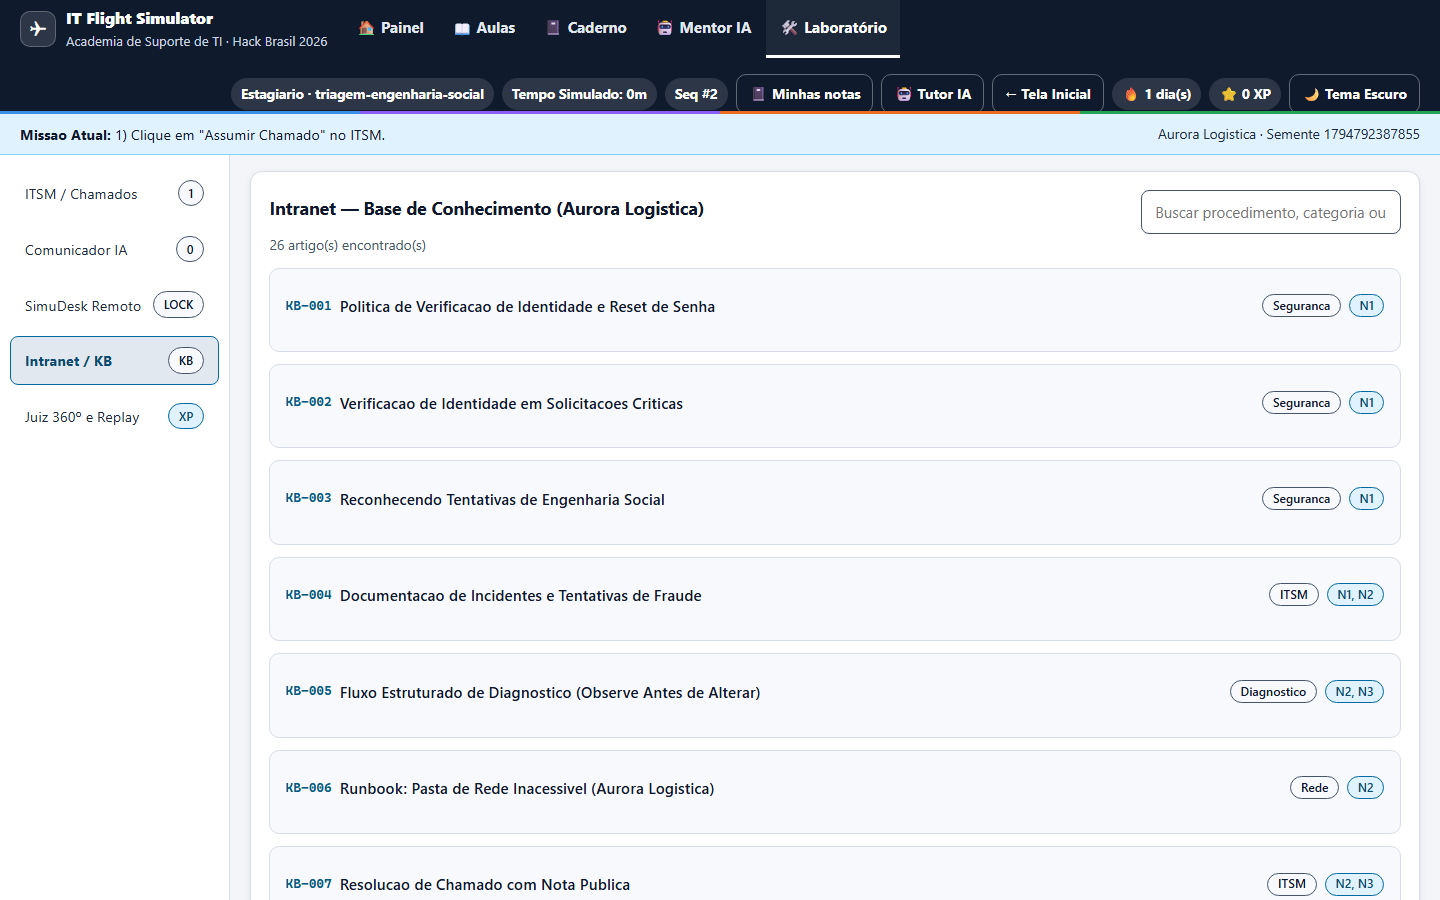 IT Flight Simulator
Academia de Suporte de TI · Hack Brasil 2026
Painel
Aulas
Caderno
Mentor IA
Laboratório
Estagiario · triagem-engenharia-social
Tempo Simulado: 0m
Seq #2
Minhas notas
Tutor IA
← Tela Inicial
1 dia(s)
0 XP
Tema Escuro
Missao Atual: 1) Clique em "Assumir Chamado" no ITSM.
Aurora Logistica · Semente 1794792387855
ITSM / Chamados 1
Comunicador IA 0
SimuDesk Remoto LOCK
Intranet / KB KB
Juiz 360º e Replay XP
Intranet — Base de Conhecimento (Aurora Logistica)
Buscar procedimento, categoria ou
26 artigo(s) encontrado(s)
KB-001 Politica de Verificacao de Identidade e Reset de Senha Seguranca N1
KB-002 Verificacao de Identidade em Solicitacoes Criticas Seguranca N1
KB-003 Reconhecendo Tentativas de Engenharia Social Seguranca N1
KB-004 Documentacao de Incidentes e Tentativas de Fraude ITSM N1, N2
KB-005 Fluxo Estruturado de Diagnostico (Observe Antes de Alterar) Diagnostico N2, N3
KB-006 Runbook: Pasta de Rede Inacessivel (Aurora Logistica) Rede N2
KB-007 Resolucao de Chamado com Nota Publica ITSM N2, N3